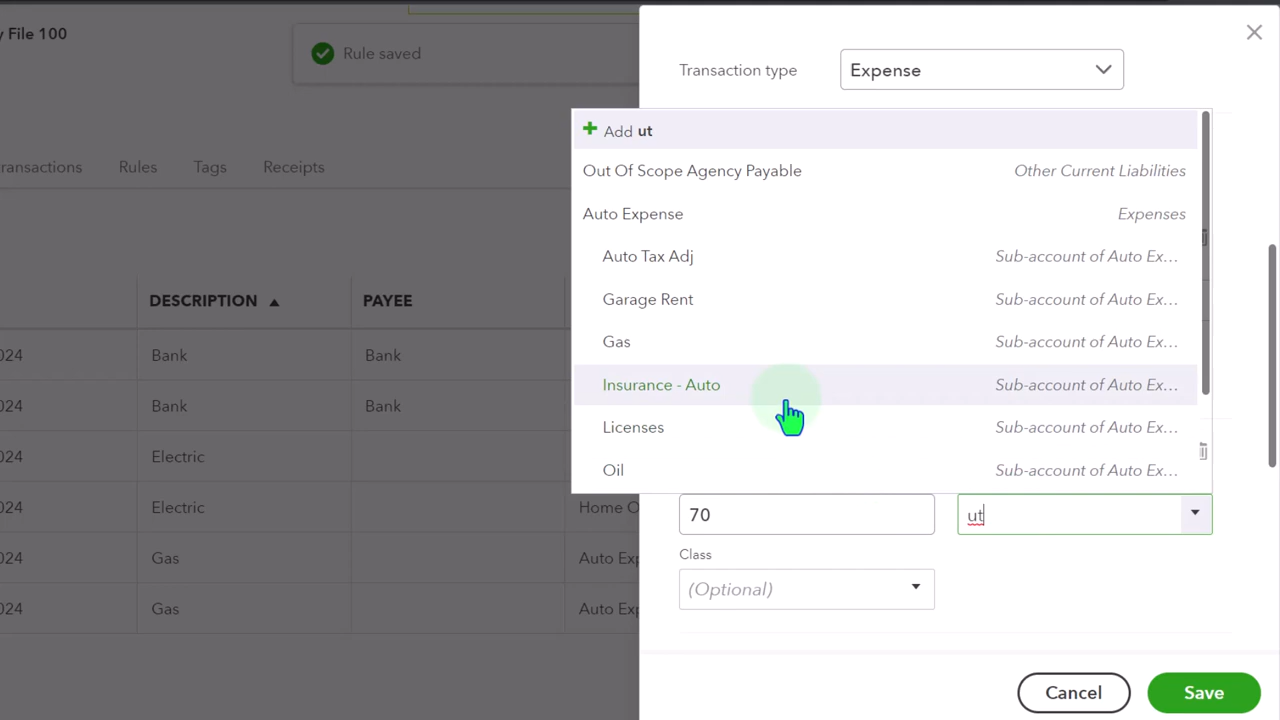 y File 100
Rule saved
Transaction type
Expense
Add ut
Out Of Scope Agency Payable Other Current Liabilities
Auto Expense Expenses
Auto Tax Adj Sub-account of Auto Ex...
Garage Rent Sub-account of Auto Ex...
Gas Sub-account of Auto Ex...
Insurance - Auto Sub-account of Auto Ex...
Licenses Sub-account of Auto Ex...
Oil Sub-account of Auto Ex...
ransactions Rules Tags Receipts
DESCRIPTION PAYEE
024 Bank Bank
024 Bank Bank
024 Electric
024 Electric Home O
024 Gas Auto Exp
024 Gas Auto Exp
70 ut
Class
(Optional)
Cancel Save